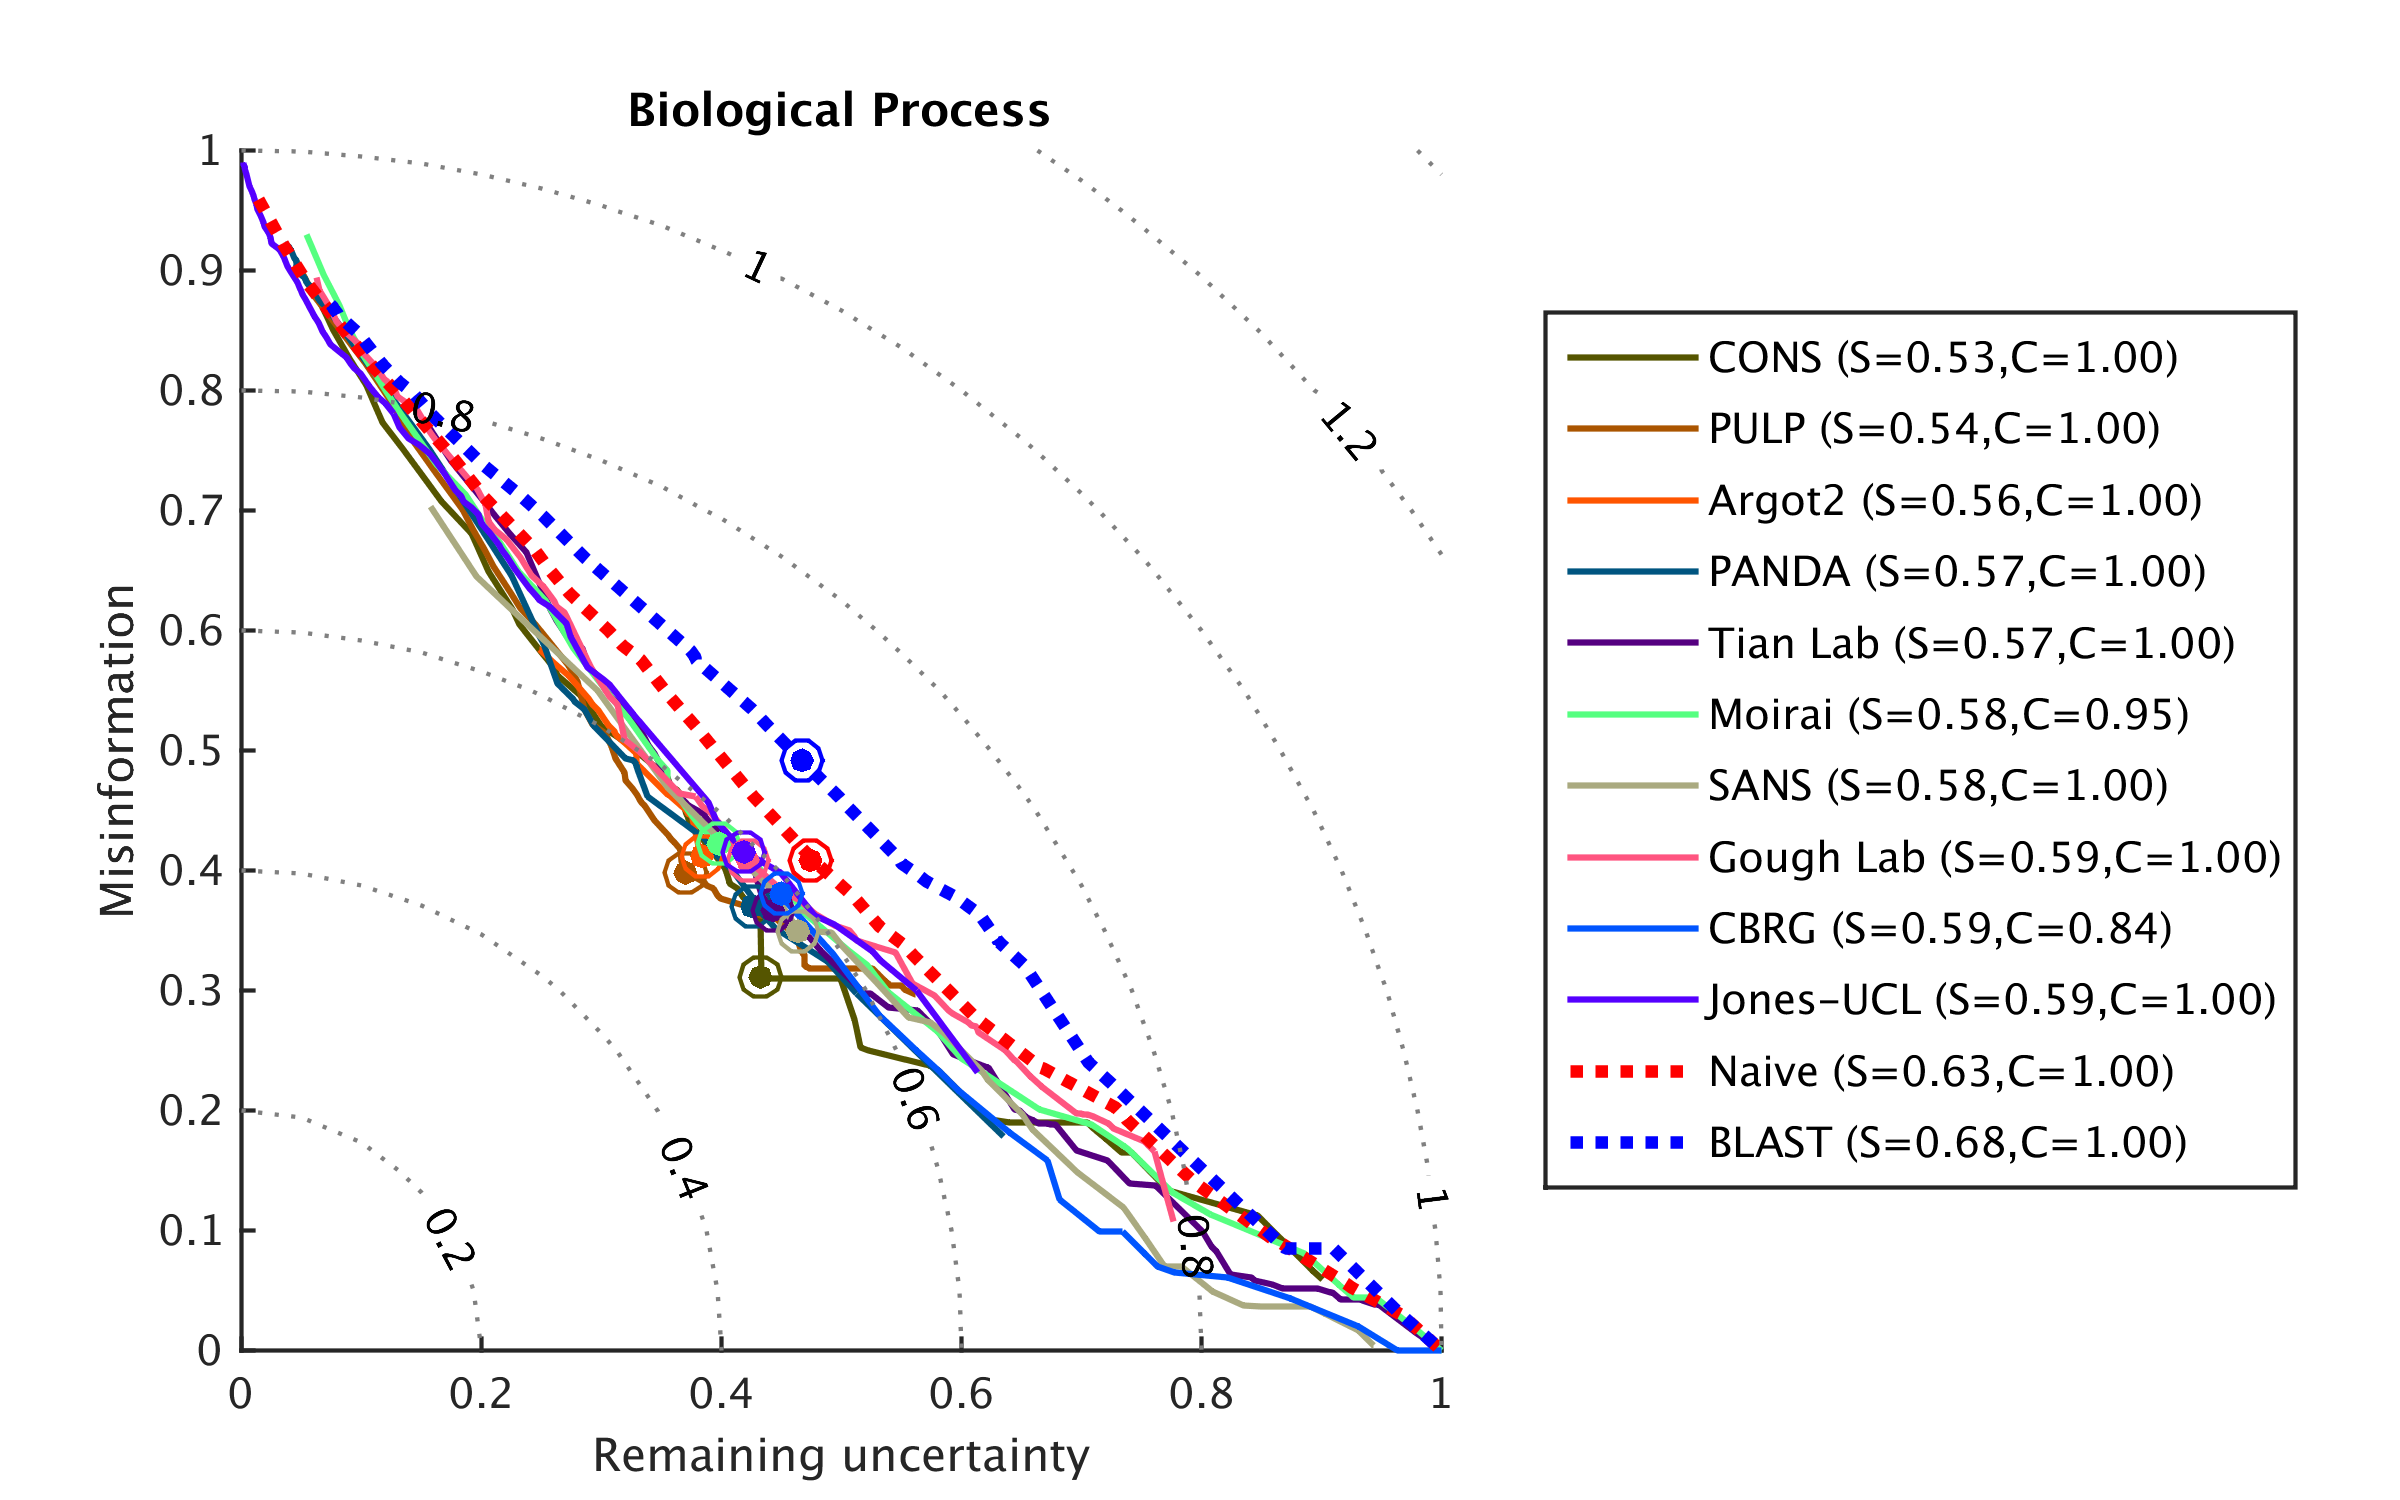 Biological Process
1
0.9
0.8
0.7
0.6
0.5
0.4
0.3
0.2
0.1
0
0
0.2
0.4
0.6
0.8
1
Misinformation
Remaining uncertainty
1
0.8
1.2
0.6
0.4
0.2
0.8
1
CONS (S=0.53,C=1.00)
PULP (S=0.54,C=1.00)
Argot2 (S=0.56,C=1.00)
PANDA (S=0.57,C=1.00)
Tian Lab (S=0.57,C=1.00)
Moirai (S=0.58,C=0.95)
SANS (S=0.58,C=1.00)
Gough Lab (S=0.59,C=1.00)
CBRG (S=0.59,C=0.84)
Jones-UCL (S=0.59,C=1.00)
Naive (S=0.63,C=1.00)
BLAST (S=0.68,C=1.00)